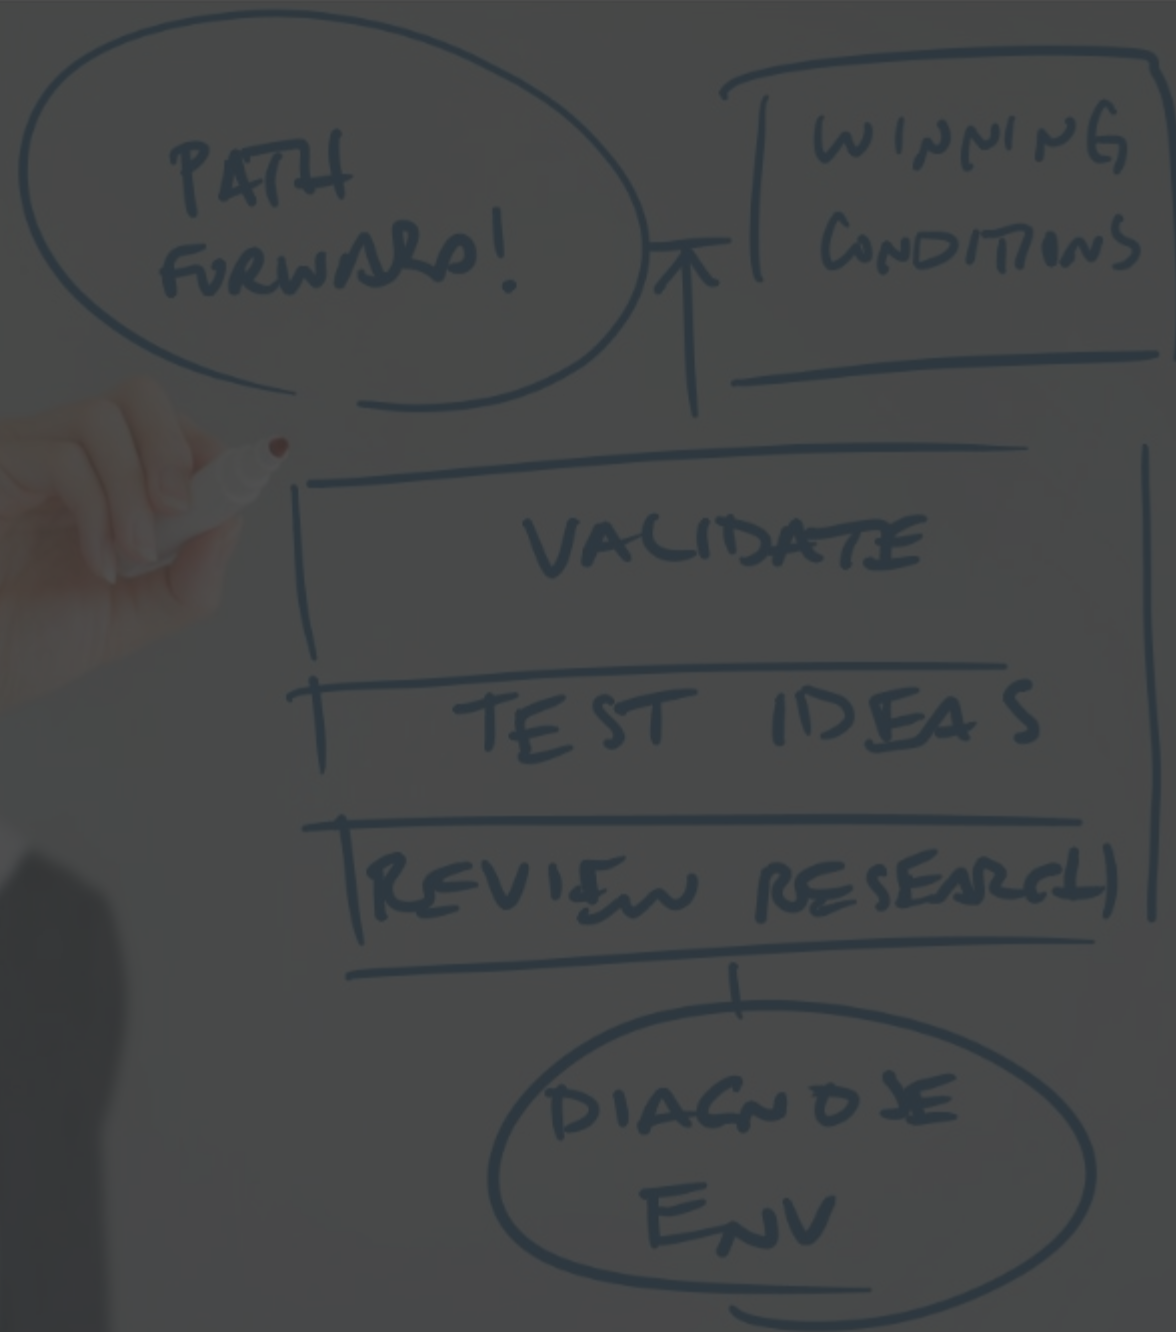 PATH
FORWARD!
WINNING
CONDITIONS
VALIDATE
TEST IDEAS
REVIEW RESEARCH
DIAGNOSE
ENV